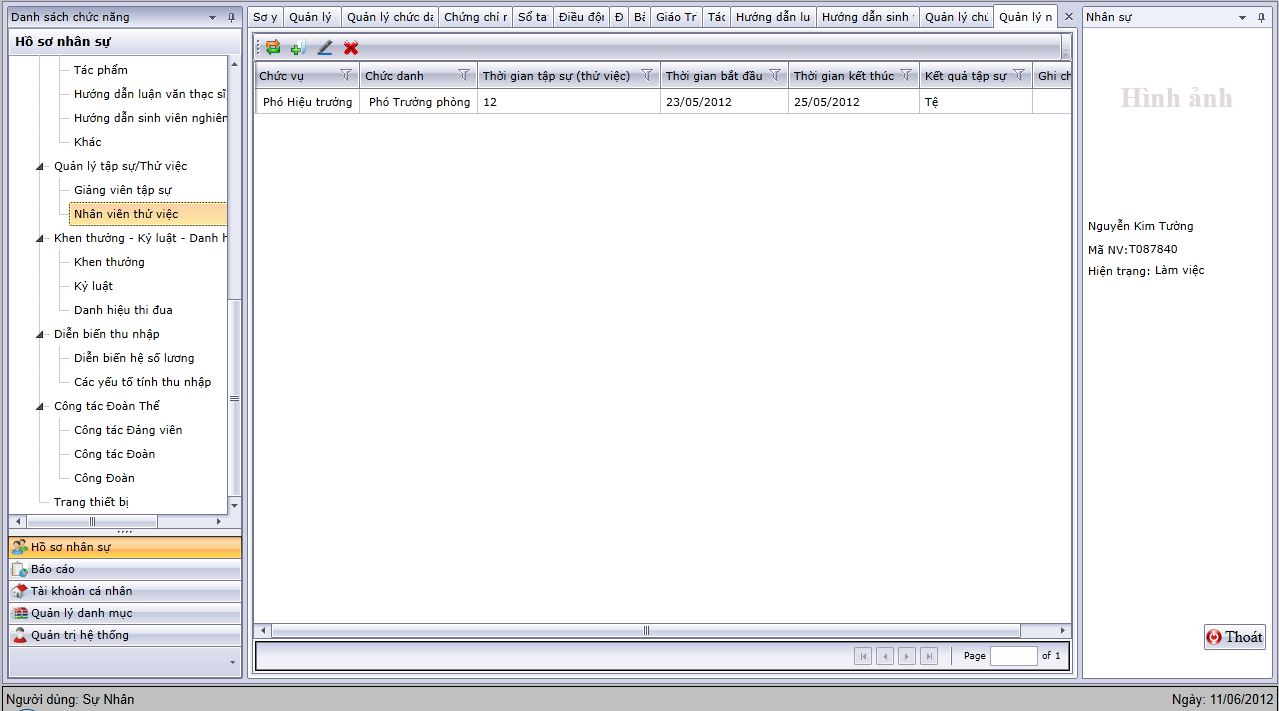 Danh sách chức năng
Hồ sơ nhân sự
Tác phẩm
Hướng dẫn luận văn thạc sĩ,
Hướng dẫn sinh viên nghiên
Khác
Quản lý tập sự/Thử việc
Giảng viên tập sự
Nhân viên thử việc
Khen thưởng - Kỷ luật - Danh h
Khen thưởng
Kỷ luật
Danh hiệu thi đua
Diễn biến thu nhập
Diễn biến hệ số lương
Các yếu tố tính thu nhập
Công tác Đoàn Thể
Công tác Đảng viên
Công tác Đoàn
Công Đoàn
Trang thiết bị
Hồ sơ nhân sự
Báo cáo
Tài khoản cá nhân
Quản lý danh mục
Quản trị hệ thống
Sơ y Quản lý Quản lý chức da Chứng chỉ n Sổ ta Điều độn Đ Bả Giáo Tr Tác Hướng dẫn lu Hướng dẫn sinh Quản lý chu Quản lý n
Chức vụ Chức danh Thời gian tập sự (thử việc) Thời gian bắt đầu Thời gian kết thúc Kết quả tập sự Ghi ch
Phó Hiệu trưởng Phó Trưởng phòng 12 23/05/2012 25/05/2012 Tệ
Page of 1
Nhân sự
Hình ảnh
Nguyễn Kim Tường
Mã NV:T087840
Hiện trạng: Làm việc
Thoát
Người dùng: Sự Nhân
Ngày: 11/06/2012